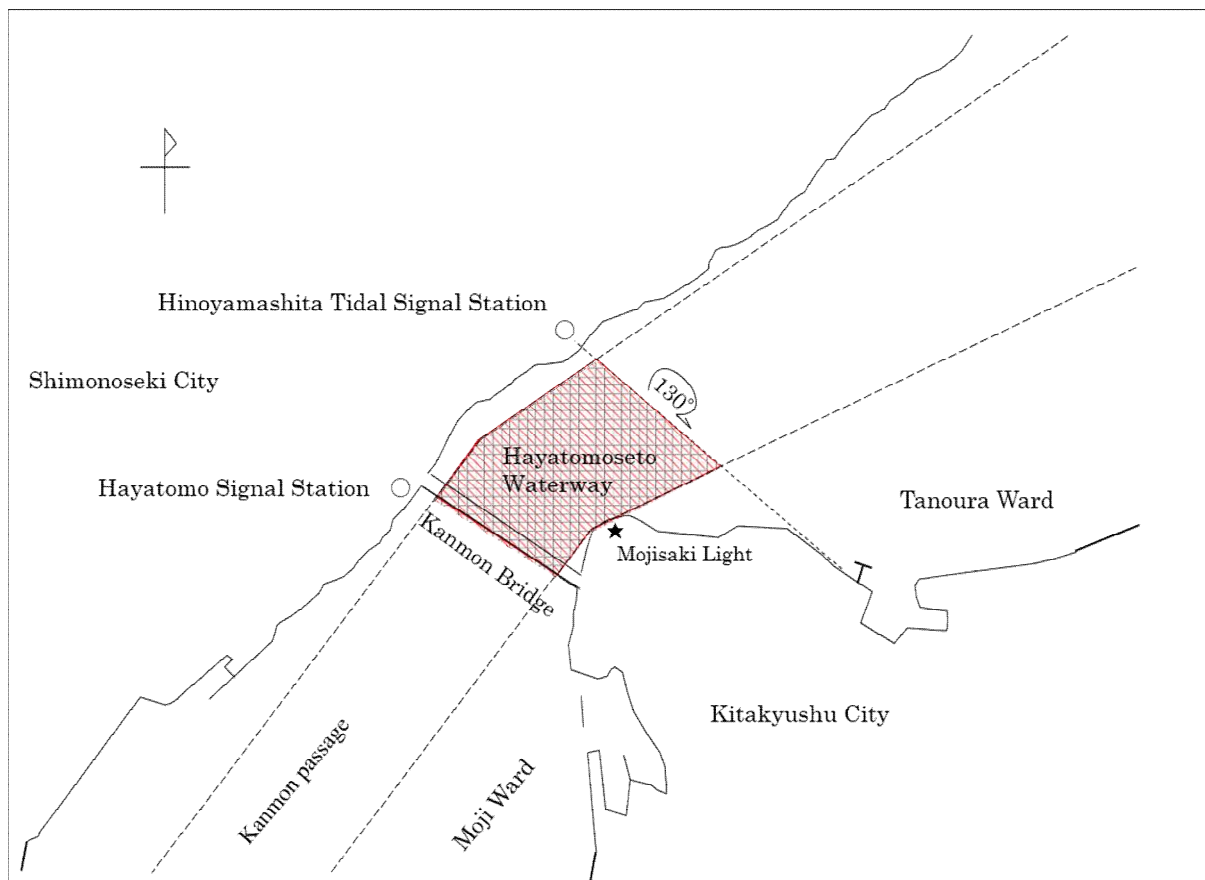 Hinoyamashita Tidal Signal Station
Shimonoseki City
130°
Hayatomoseto
Waterway
Hayatomo Signal Station
Tanoura Ward
Kanmon Bridge
Mojisaki Light
Kitakyushu City
Kanmon passage
Moji Ward